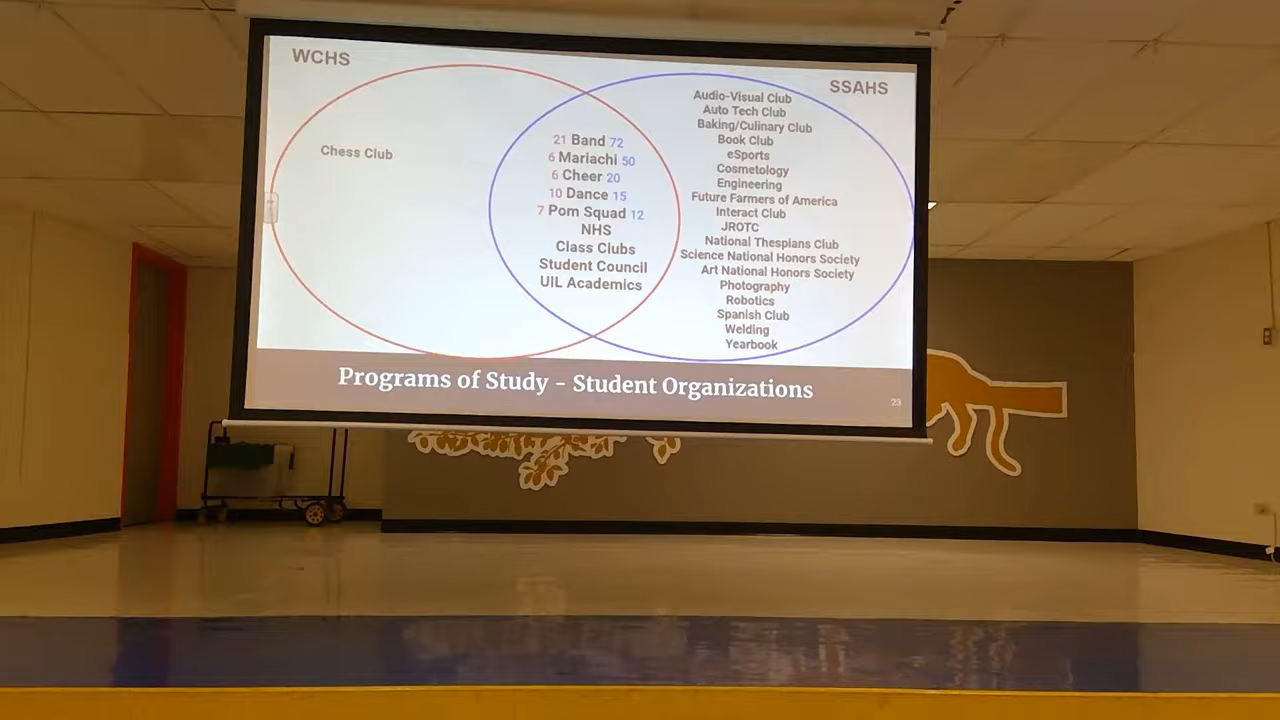 WCHS
SSAHS
Chess Club
21 Band 72
6 Mariachi 50
6 Cheer 20
10 Dance 15
7 Pom Squad 12
NHS
Class Clubs
Student Council
UIL Academics
Audio-Visual Club
Auto Tech Club
Baking/Culinary Club
Book Club
eSports
Cosmetology
Engineering
Future Farmers of America
Interact Club
JROTC
National Thespians Club
Science National Honors Society
Art National Honors Society
Photography
Robotics
Spanish Club
Welding
Yearbook
Programs of Study - Student Organizations
23